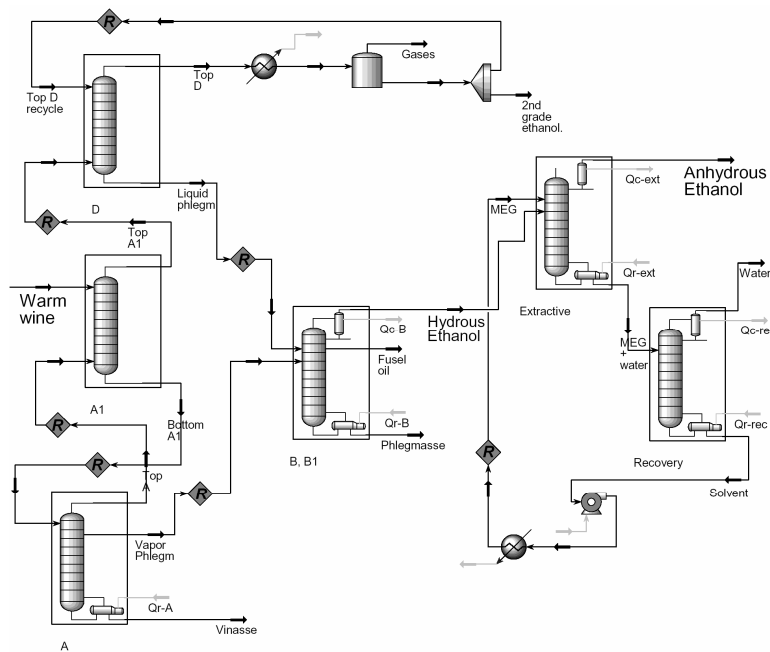 R
Gases
Top
D
Top D
recycle
2nd
grade
ethanol.
Liquid
phlegm
D
R
Top
A1
R
Warm
wine
A1
Bottom
A1
R
R
Top
A
R
Vapor
Phlegm
Qr-A
Vinasse
A
Qc B
Hydrous
Ethanol
Fusel
oil
Qr-B
Phlegmasse
B, B1
MEG
Qc-ext
Anhydrous
Ethanol
Qr-ext
Extractive
Water
MEG
+
water
Qc-re
Qr-rec
Recovery
Solvent
R